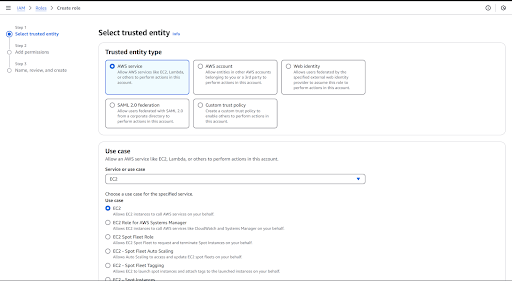 IAM > Roles > Create role
Step 1
Select trusted entity
Step 2
Add permissions
Step 3
Name, review, and create
Select trusted entity Info
Trusted entity type
AWS service
Allow AWS services like EC2, Lambda,
or others to perform actions in this
account.
AWS account
Allow entities in other AWS accounts
belonging to you or a 3rd party to
perform actions in this account.
Web identity
Allows users federated by the
specified external web identity
provider to assume this role to
perform actions in this account.
SAML 2.0 federation
Allow users federated with SAML 2.0
from a corporate directory to
perform actions in this account.
Custom trust policy
Create a custom trust policy to
enable others to perform actions in
this account.
Use case
Allow an AWS service like EC2, Lambda, or others to perform actions in this account.
Service or use case
EC2
Choose a use case for the specified service.
Use case
EC2
Allows EC2 instances to call AWS services on your behalf.
EC2 Role for AWS Systems Manager
Allows EC2 instances to call AWS services like CloudWatch and Systems Manager on your behalf.
EC2 Spot Fleet Role
Allows EC2 Spot Fleet to request and terminate Spot Instances on your behalf.
EC2 - Spot Fleet Auto Scaling
Allows Auto Scaling to access and update EC2 spot fleets on your behalf.
EC2 - Spot Fleet Tagging
Allows EC2 to launch spot instances and attach tags to the launched instances on your behalf.
EC2 - Spot Instances